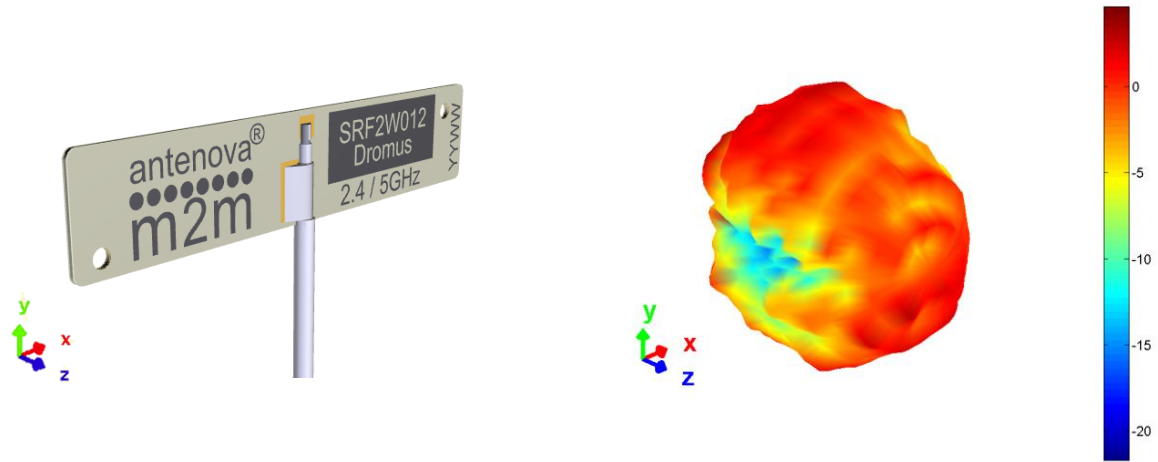 antenova®
m2m
SRF2W012
Dromus
2.4 / 5GHz
YYWW
y
x
z
y
x
z
0
-5
-10
-15
-20